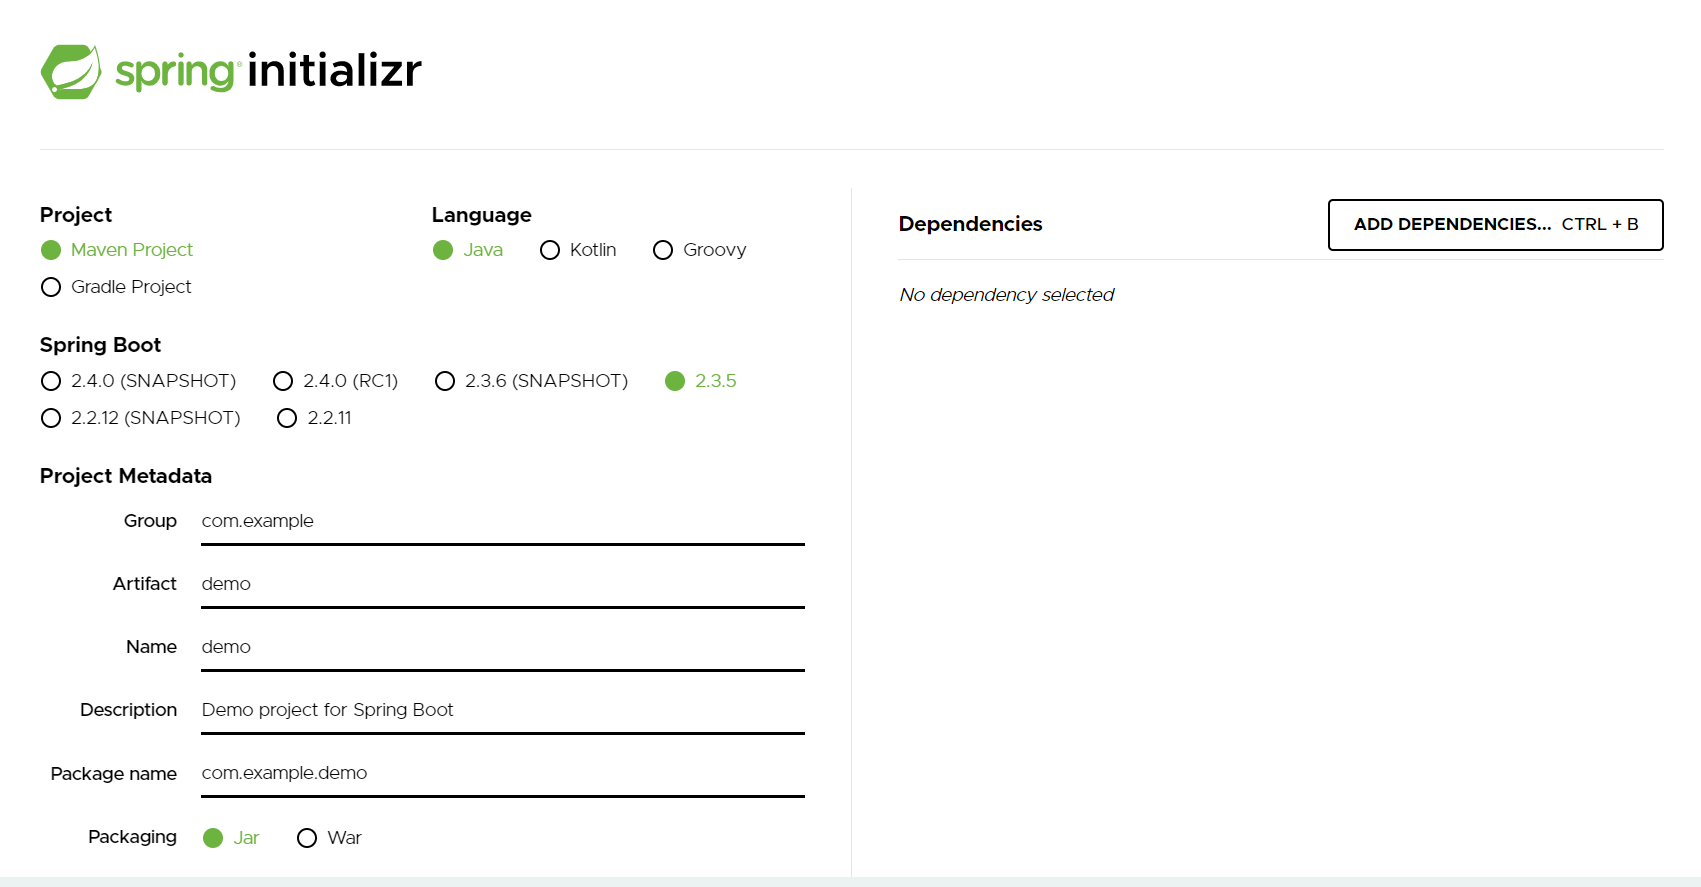 spring initializr
Project
Maven Project
Gradle Project
Language
Java Kotlin Groovy
Spring Boot
2.4.0 (SNAPSHOT) 2.4.0 (RC1) 2.3.6 (SNAPSHOT) 2.3.5
2.2.12 (SNAPSHOT) 2.2.11
Project Metadata
Group com.example
Artifact demo
Name demo
Description Demo project for Spring Boot
Package name com.example.demo
Packaging Jar War
Dependencies
ADD DEPENDENCIES... CTRL + B
No dependency selected